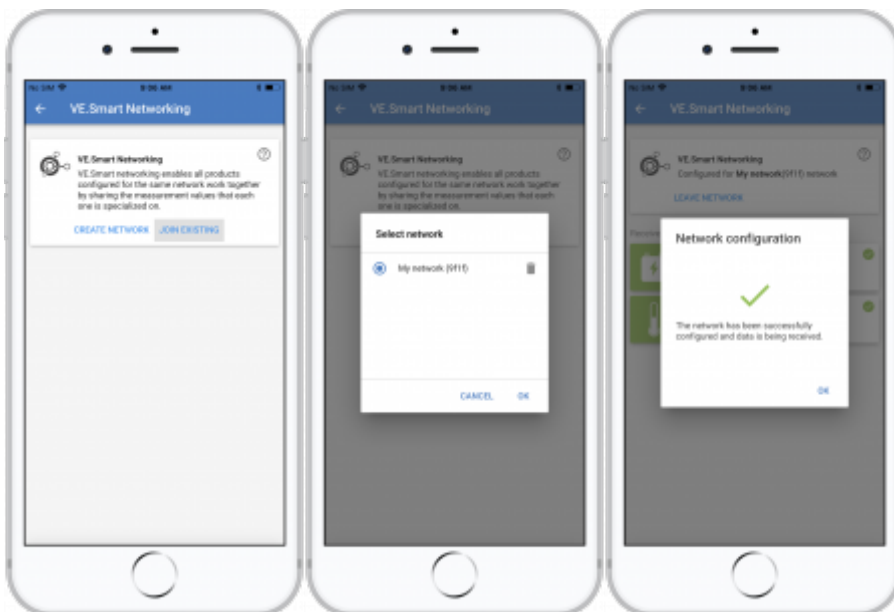 No SIM
9:06 AM
VE.Smart Networking
VE.Smart Networking
VE.Smart networking enables all products
configured for the same network work together
by sharing the measurement values that each
one is specialized on.
CREATE NETWORK JOIN EXISTING
No SIM
9:06 AM
VE.Smart Networking
VE.Smart Networking
VE.Smart networking enables all products
configured for the same network work together
by sharing the measurement values that each
one is specialized on.
Select network
My network (9f1f)
CANCEL OK
No SIM
9:06 AM
VE.Smart Networking
VE.Smart Networking
Configured for My network(9f1f) network
LEAVE NETWORK
Network configuration
The network has been successfully
configured and data is being received.
OK